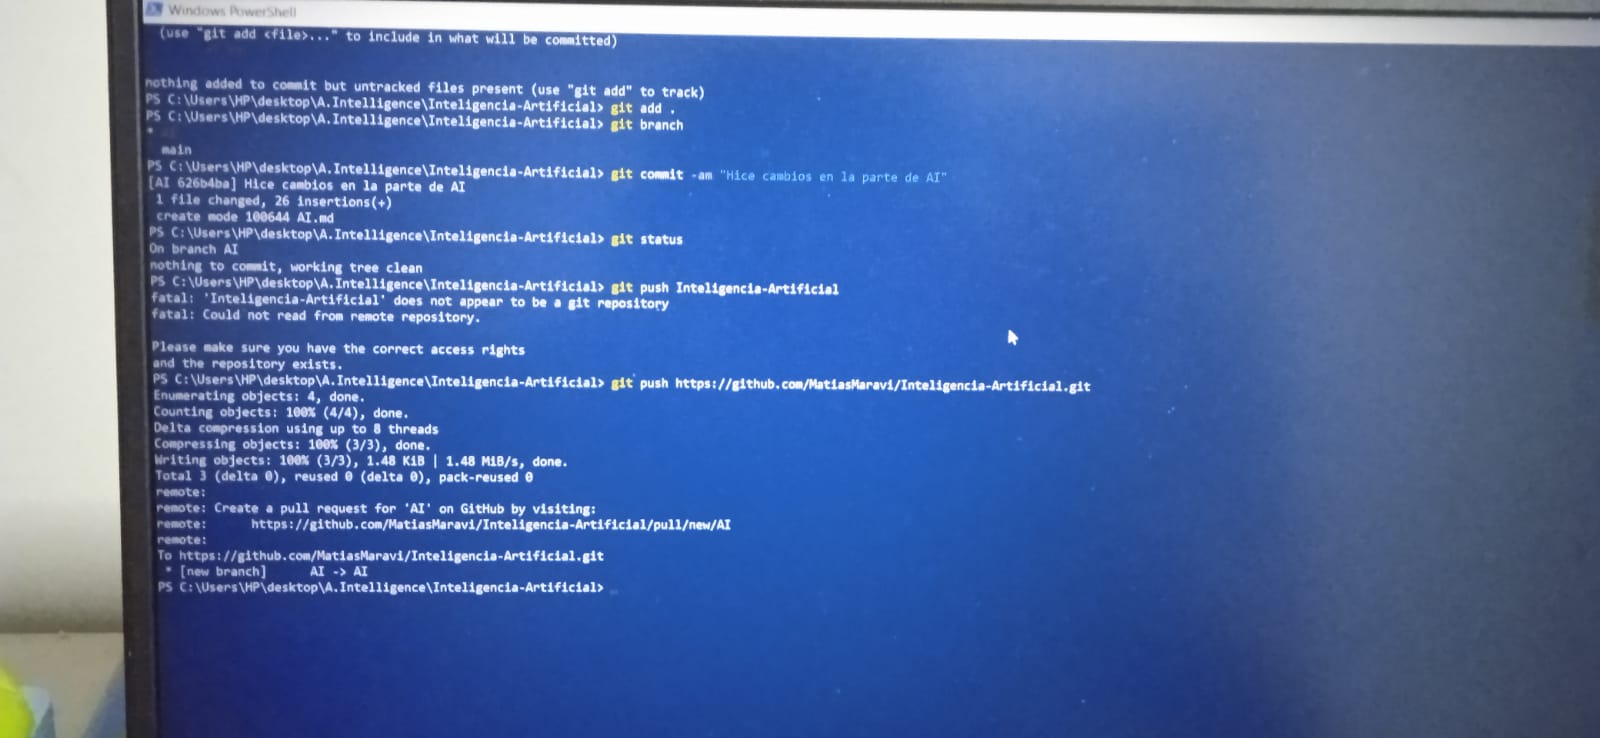 Windows PowerShell
(use "git add <file>..." to include in what will be committed)
nothing added to commit but untracked files present (use "git add" to track)
PS C:\Users\HP\desktop\A.Intelligence\Inteligencia-Artificial> git add .
PS C:\Users\HP\desktop\A.Intelligence\Inteligencia-Artificial> git branch
*
main
PS C:\Users\HP\desktop\A.Intelligence\Inteligencia-Artificial> git commit -am "Hice cambios en la parte de AI"
[AI 626b4ba] Hice cambios en la parte de AI
1 file changed, 26 insertions(+)
create mode 100644 AI.md
PS C:\Users\HP\desktop\A.Intelligence\Inteligencia-Artificial> git status
On branch AI
nothing to commit, working tree clean
PS C:\Users\HP\desktop\A.Intelligence\Inteligencia-Artificial> git push Inteligencia-Artificial
fatal: 'Inteligencia-Artificial' does not appear to be a git repository
fatal: Could not read from remote repository.
Please make sure you have the correct access rights
and the repository exists.
PS C:\Users\HP\desktop\A.Intelligence\Inteligencia-Artificial> git push https://github.com/MatiasMaravi/Inteligencia-Artificial.git
Enumerating objects: 4, done.
Counting objects: 100% (4/4), done.
Delta compression using up to 8 threads
Compressing objects: 100% (3/3), done.
Writing objects: 100% (3/3), 1.48 KiB | 1.48 MiB/s, done.
Total 3 (delta 0), reused 0 (delta 0), pack-reused 0
remote:
remote: Create a pull request for 'AI' on GitHub by visiting:
remote:      https://github.com/MatiasMaravi/Inteligencia-Artificial/pull/new/AI
remote:
To https://github.com/MatiasMaravi/Inteligencia-Artificial.git
* [new branch]      AI -> AI
PS C:\Users\HP\desktop\A.Intelligence\Inteligencia-Artificial>